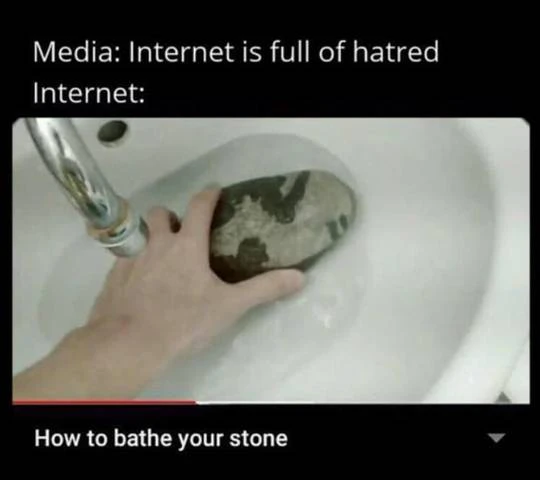 Media: Internet is full of hatred
Internet:
How to bathe your stone